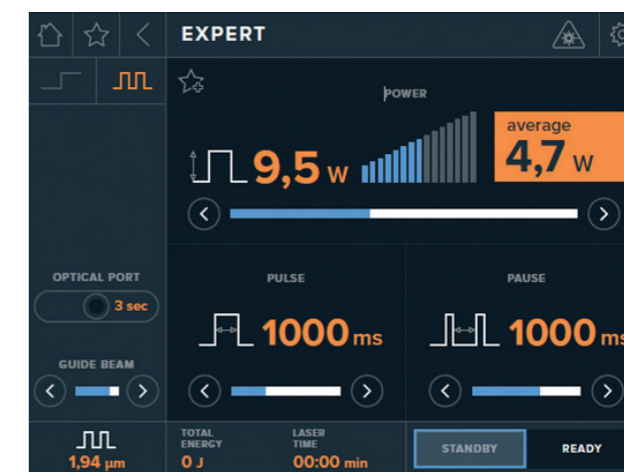 EXPERT
POWER
average
9,5 W
4,7 W
OPTICAL PORT
3 sec
GUIDE BEAM
PULSE
1000 ms
PAUSE
1000 ms
1,94 µm
TOTAL ENERGY
0 J
LASER TIME
00:00 min
STANDBY
READY